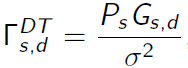 Γ_{s,d}^{DT} = \frac{P_s G_{s,d}}{σ^2},